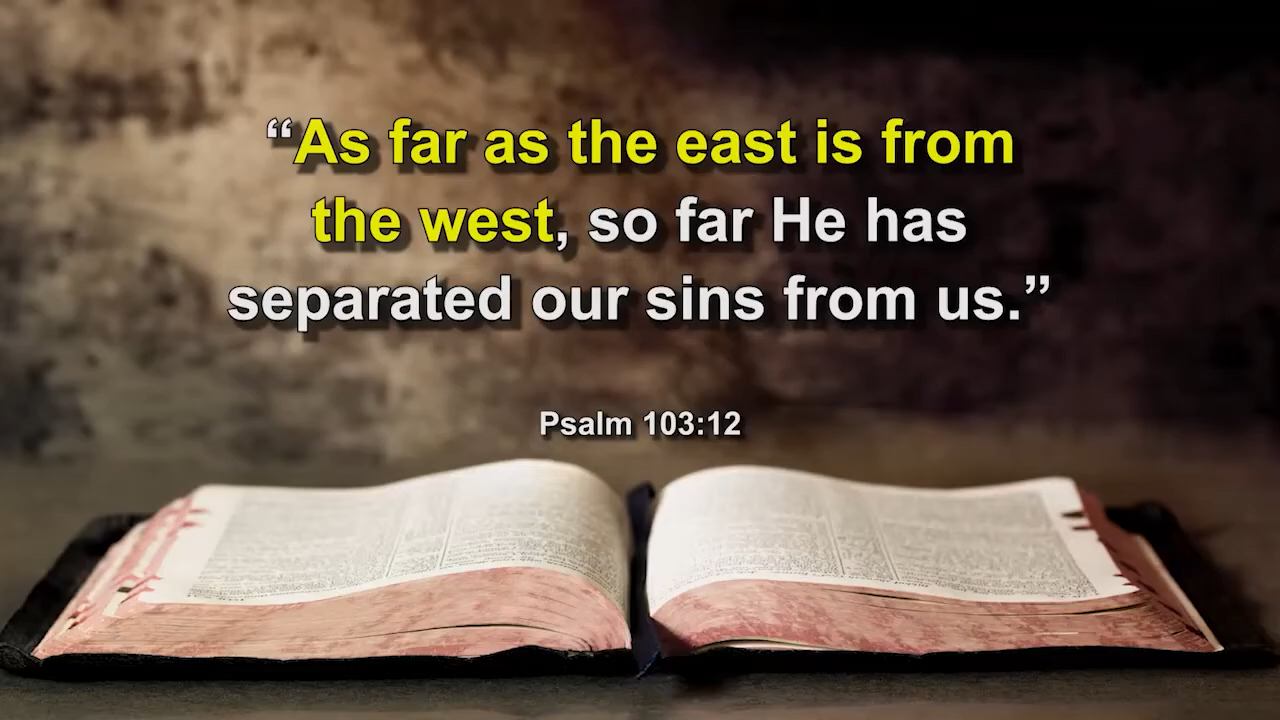 “As far as the east is from
the west, so far He has
separated our sins from us.”
Psalm 103:12